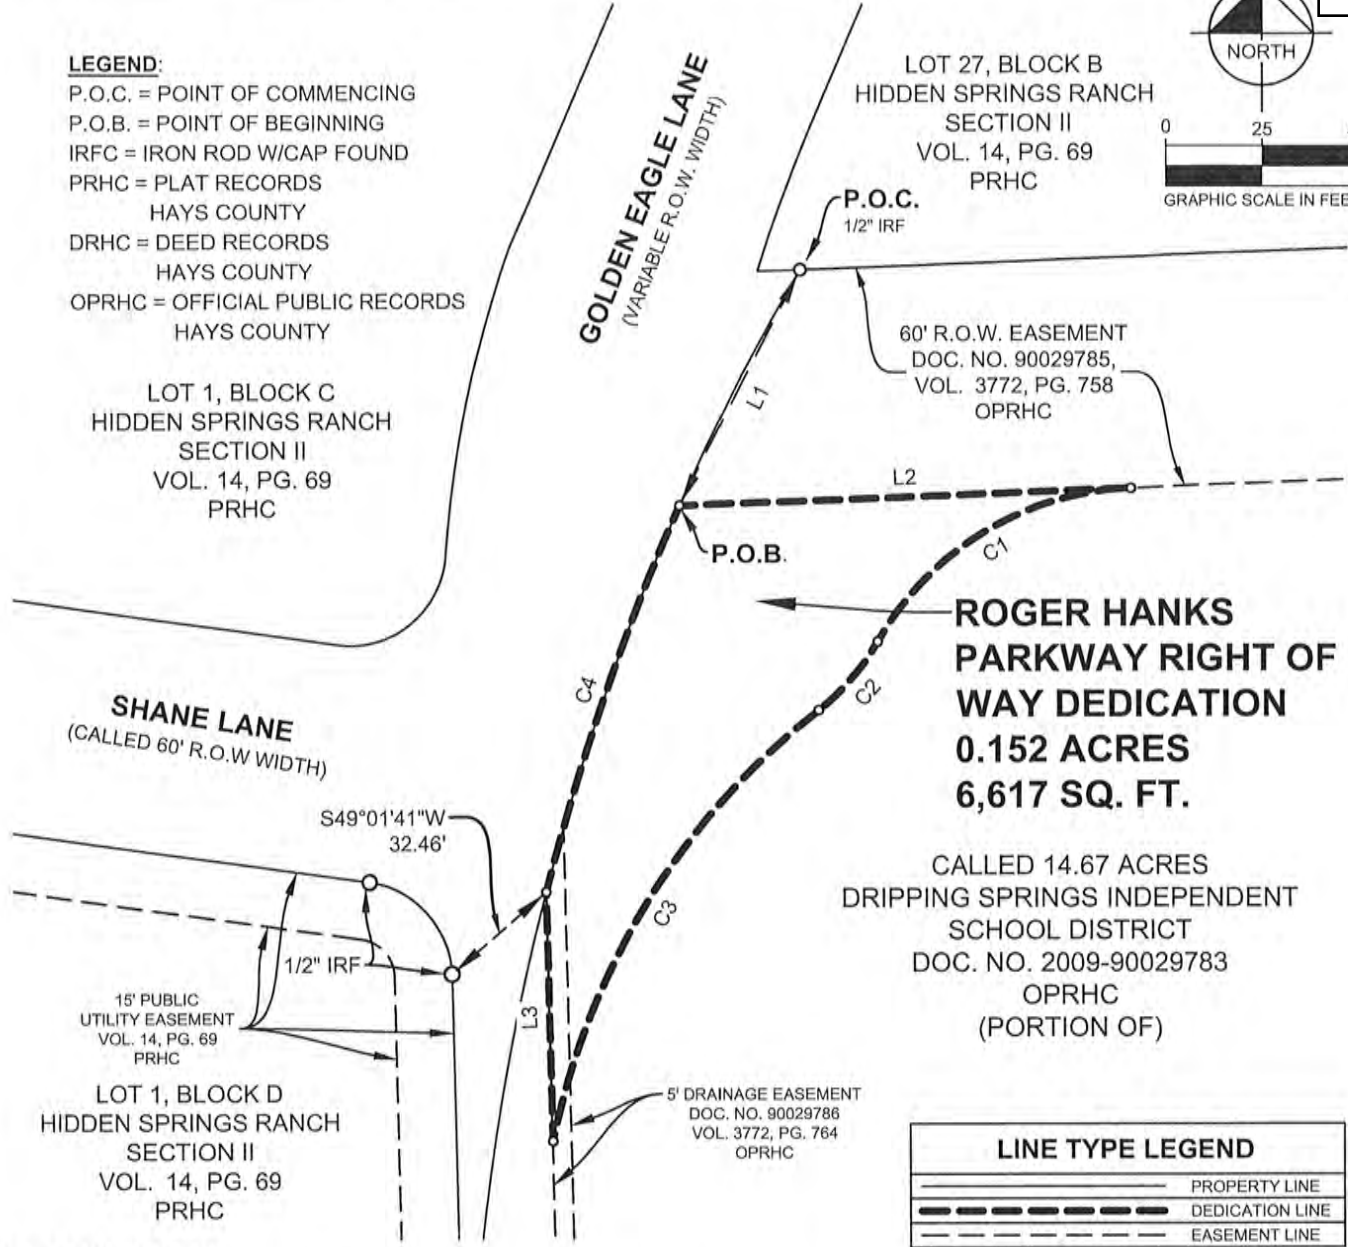 LEGEND:
P.O.C. = POINT OF COMMENCING
P.O.B. = POINT OF BEGINNING
IRFC = IRON ROD W/CAP FOUND
PRHC = PLAT RECORDS
HAYS COUNTY
DRHC = DEED RECORDS
HAYS COUNTY
OPRHC = OFFICIAL PUBLIC RECORDS
HAYS COUNTY
LOT 1, BLOCK C
HIDDEN SPRINGS RANCH
SECTION II
VOL. 14, PG. 69
PRHC
GOLDEN EAGLE LANE
(VARIABLE R.O.W. WIDTH)
LOT 27, BLOCK B
HIDDEN SPRINGS RANCH
SECTION II
VOL. 14, PG. 69
PRHC
NORTH
0 25
GRAPHIC SCALE IN FEE
P.O.C.
1/2" IRF
60' R.O.W. EASEMENT
DOC. NO. 90029785,
VOL. 3772, PG. 758
OPRHC
L1
L2
C1
P.O.B.
C2
C4
C3
ROGER HANKS
PARKWAY RIGHT OF
WAY DEDICATION
0.152 ACRES
6,617 SQ. FT.
SHANE LANE
(CALLED 60' R.O.W WIDTH)
S49°01'41"W
32.46'
CALLED 14.67 ACRES
DRIPPING SPRINGS INDEPENDENT
SCHOOL DISTRICT
DOC. NO. 2009-90029783
OPRHC
(PORTION OF)
1/2" IRF
L3
15' PUBLIC
UTILITY EASEMENT
VOL. 14, PG. 69
PRHC
LOT 1, BLOCK D
HIDDEN SPRINGS RANCH
SECTION II
VOL. 14, PG. 69
PRHC
5' DRAINAGE EASEMENT
DOC. NO. 90029786
VOL. 3772, PG. 764
OPRHC
LINE TYPE LEGEND
PROPERTY LINE
DEDICATION LINE
EASEMENT LINE